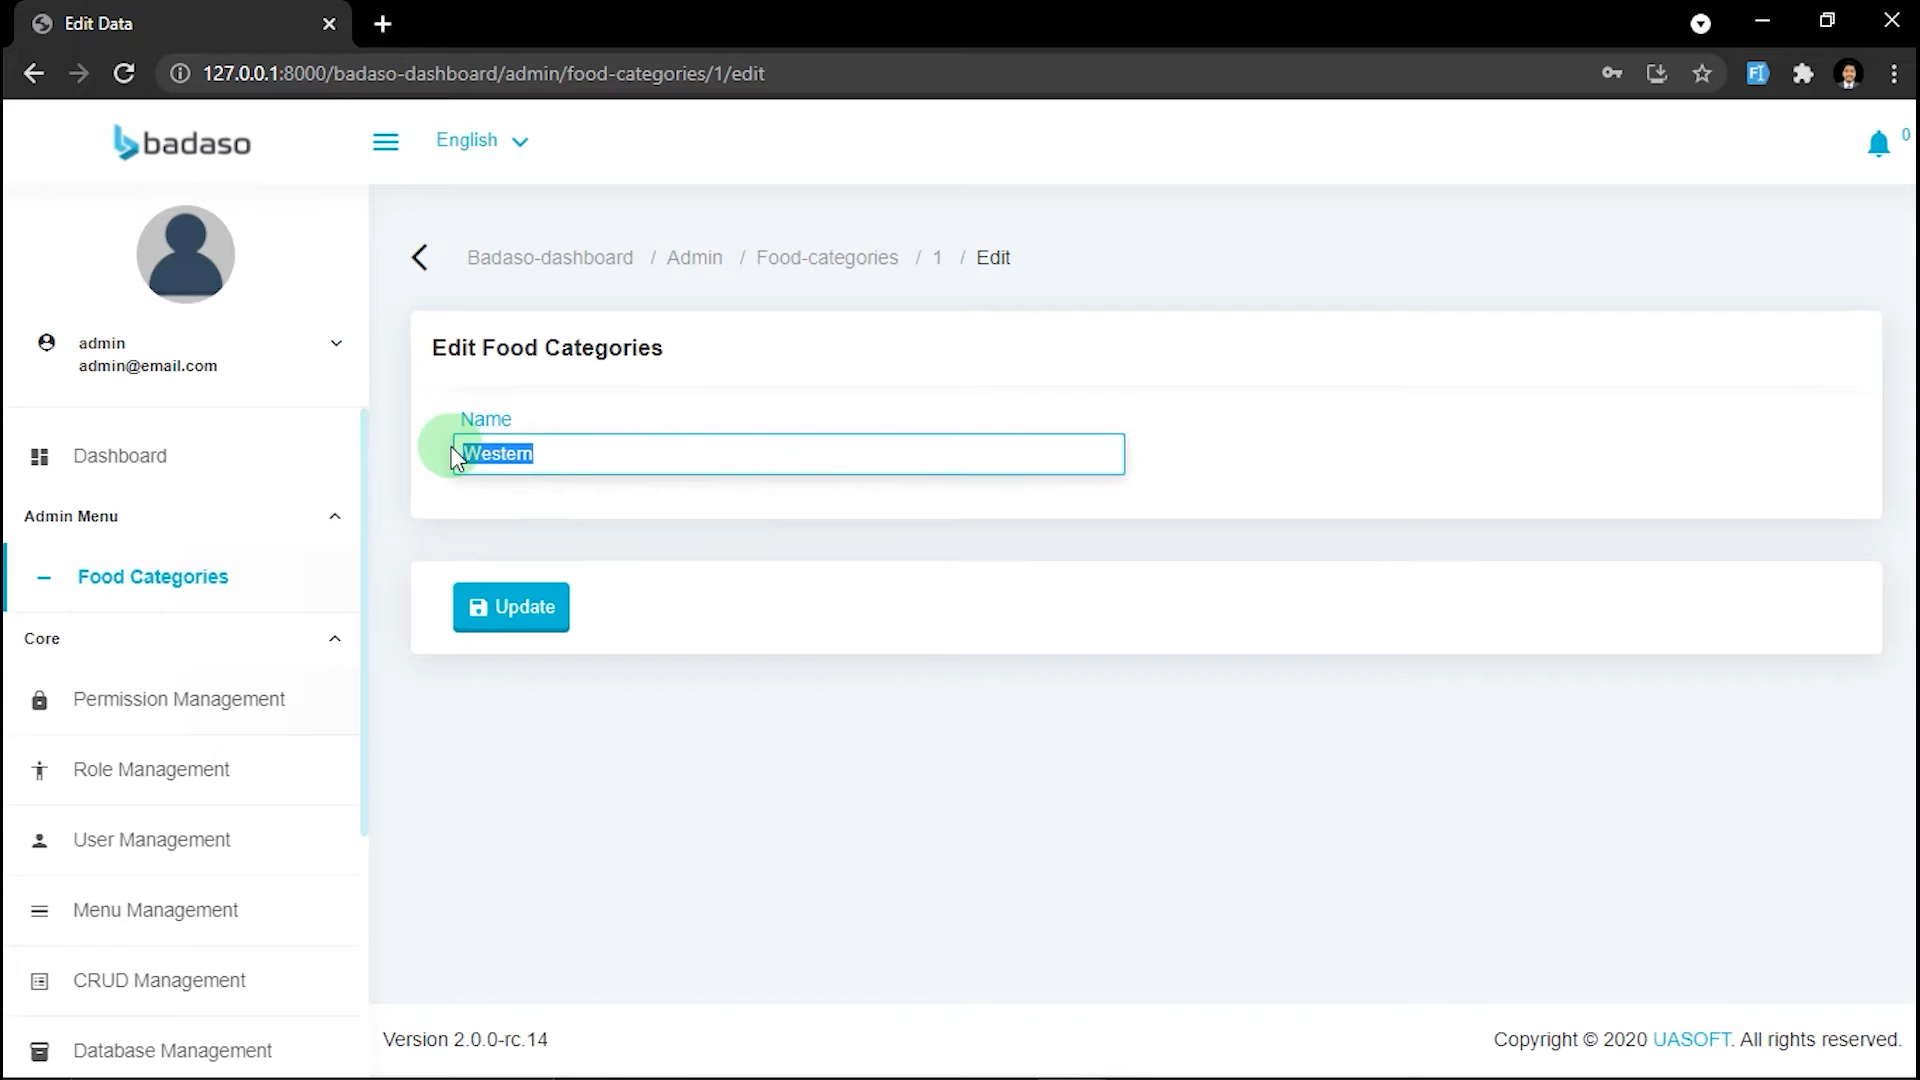 Edit Data
127.0.0.1:8000/badaso-dashboard/admin/food-categories/1/edit
badaso
English
0
Badaso-dashboard / Admin / Food-categories / 1 / Edit
admin
admin@email.com
Edit Food Categories
Name
Western
Update
Dashboard
Admin Menu
Food Categories
Core
Permission Management
Role Management
User Management
Menu Management
CRUD Management
Database Management
Version 2.0.0-rc.14
Copyright © 2020 UASOFT. All rights reserved.